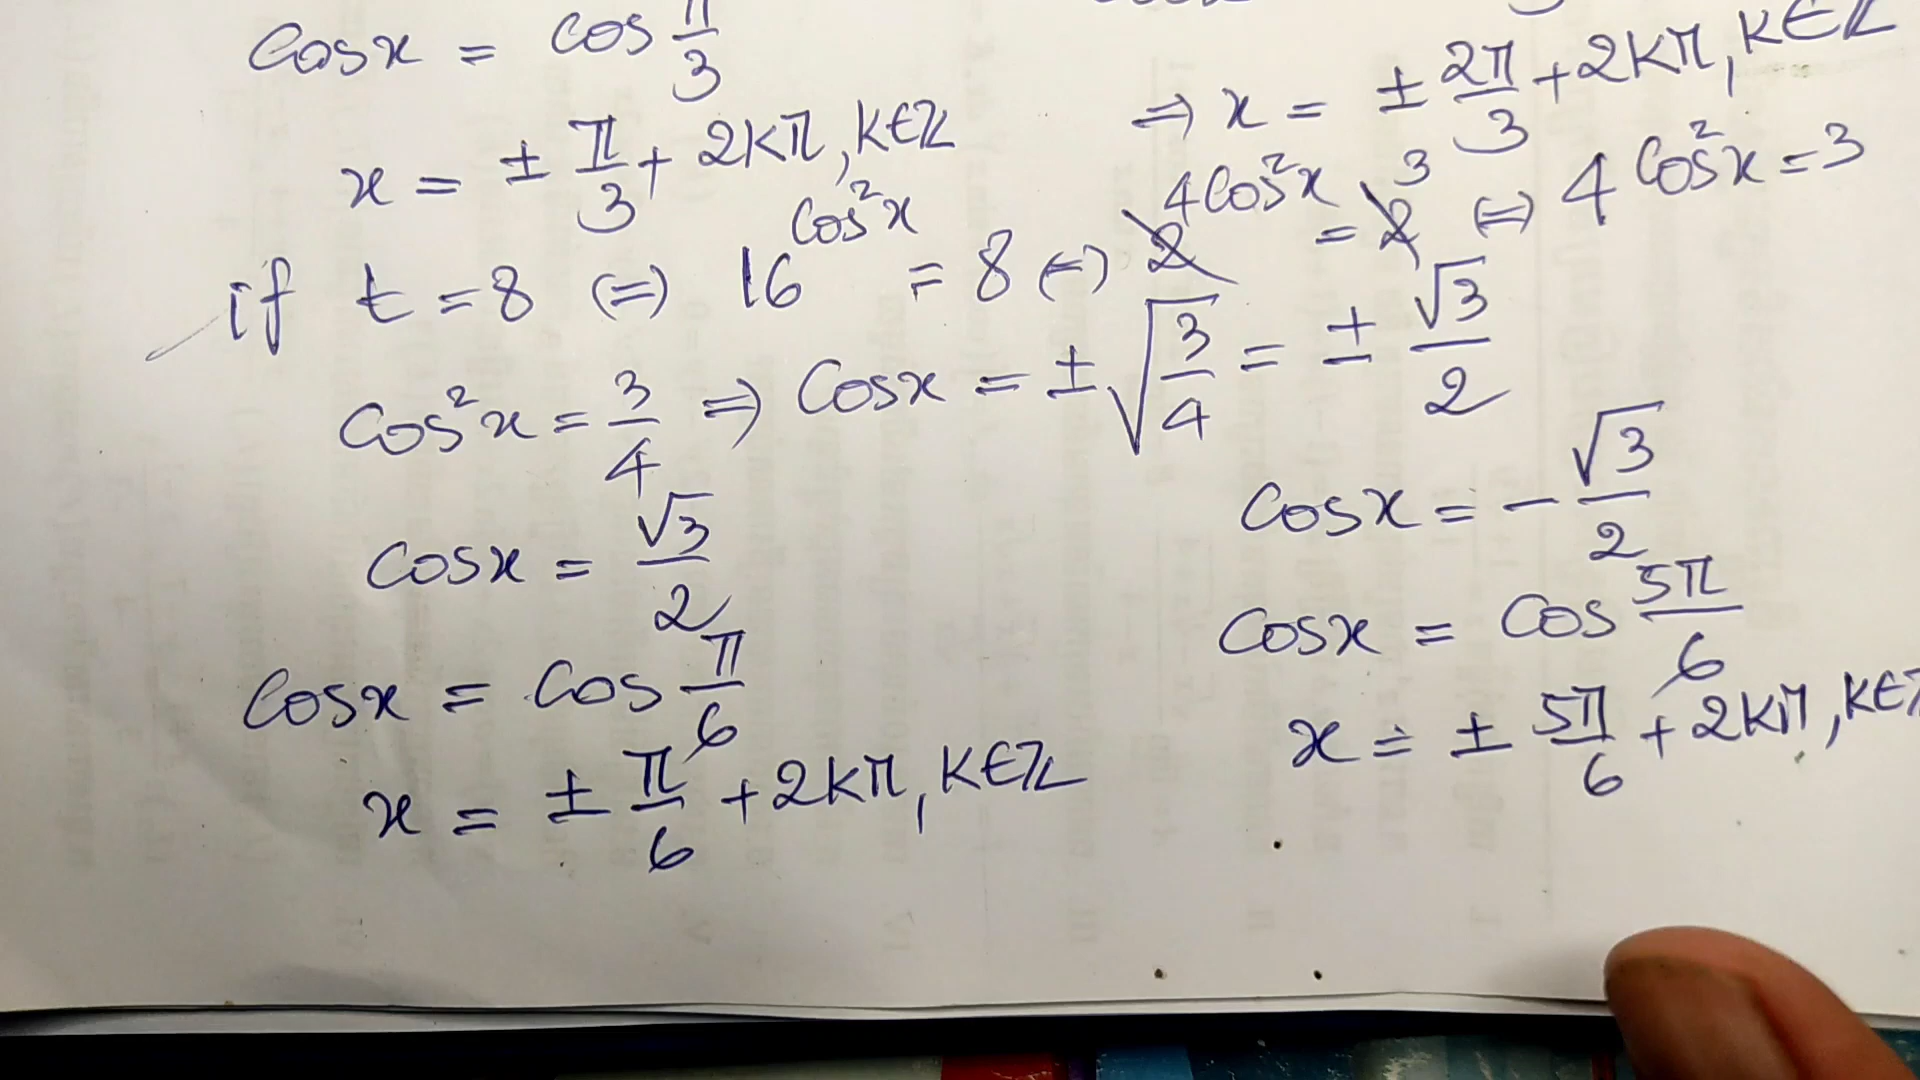 cosx = cos π/3
x = ± π/3 + 2kπ, k∈ℤ
⇒ x = ± 2π/3 + 2kπ, k∈ℤ
if t = 8 ⇔ 16^(cos²x) = 8 ⇔ 2^(4cos²x) = 2^3 ⇔ 4cos²x = 3
cos²x = 3/4 ⇒ cosx = ±√(3/4) = ± √3/2
cosx = √3/2
cosx = cos π/6
x = ± π/6 + 2kπ, k∈ℤ
cosx = - √3/2
cosx = cos 5π/6
x = ± 5π/6 + 2kπ, k∈ℤ